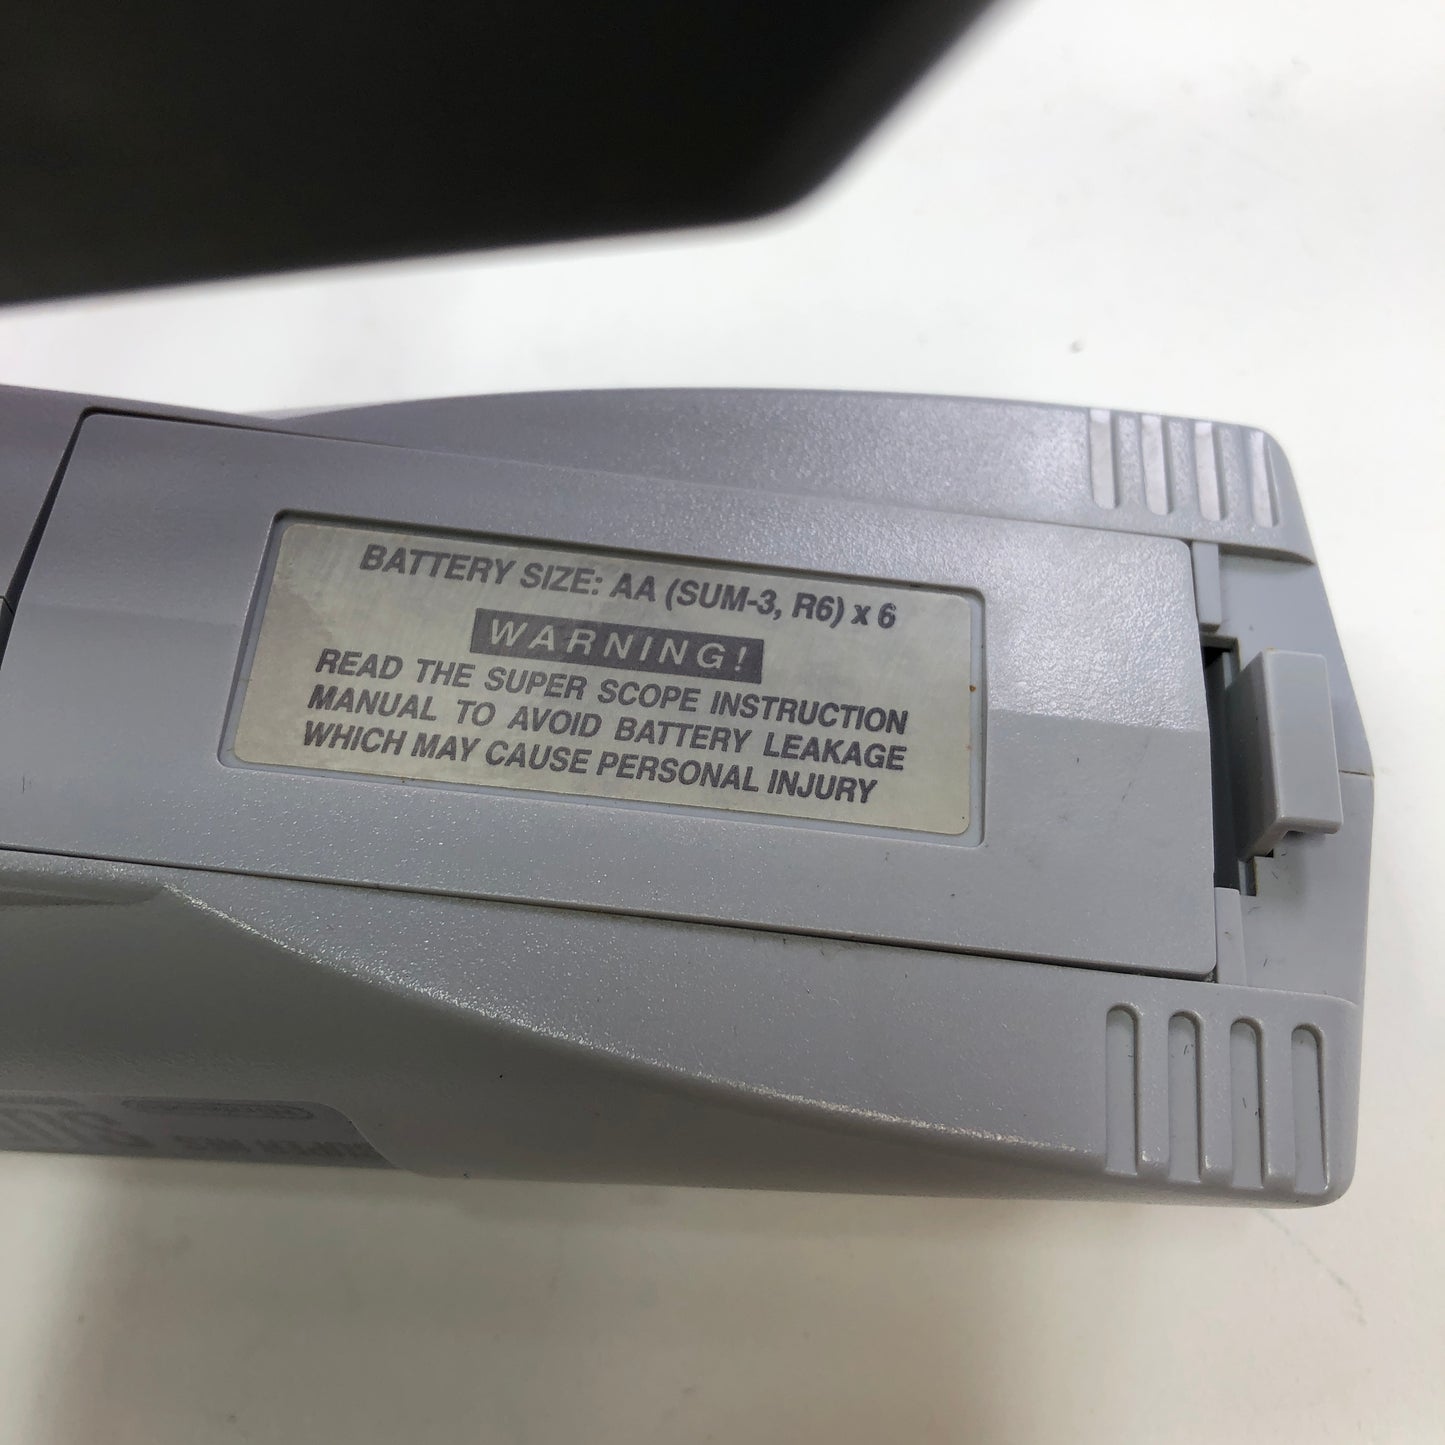 BATTERY SIZE: AA (SUM-3, R6) x 6
WARNING!
READ THE SUPER SCOPE INSTRUCTION
MANUAL TO AVOID BATTERY LEAKAGE
WHICH MAY CAUSE PERSONAL INJURY